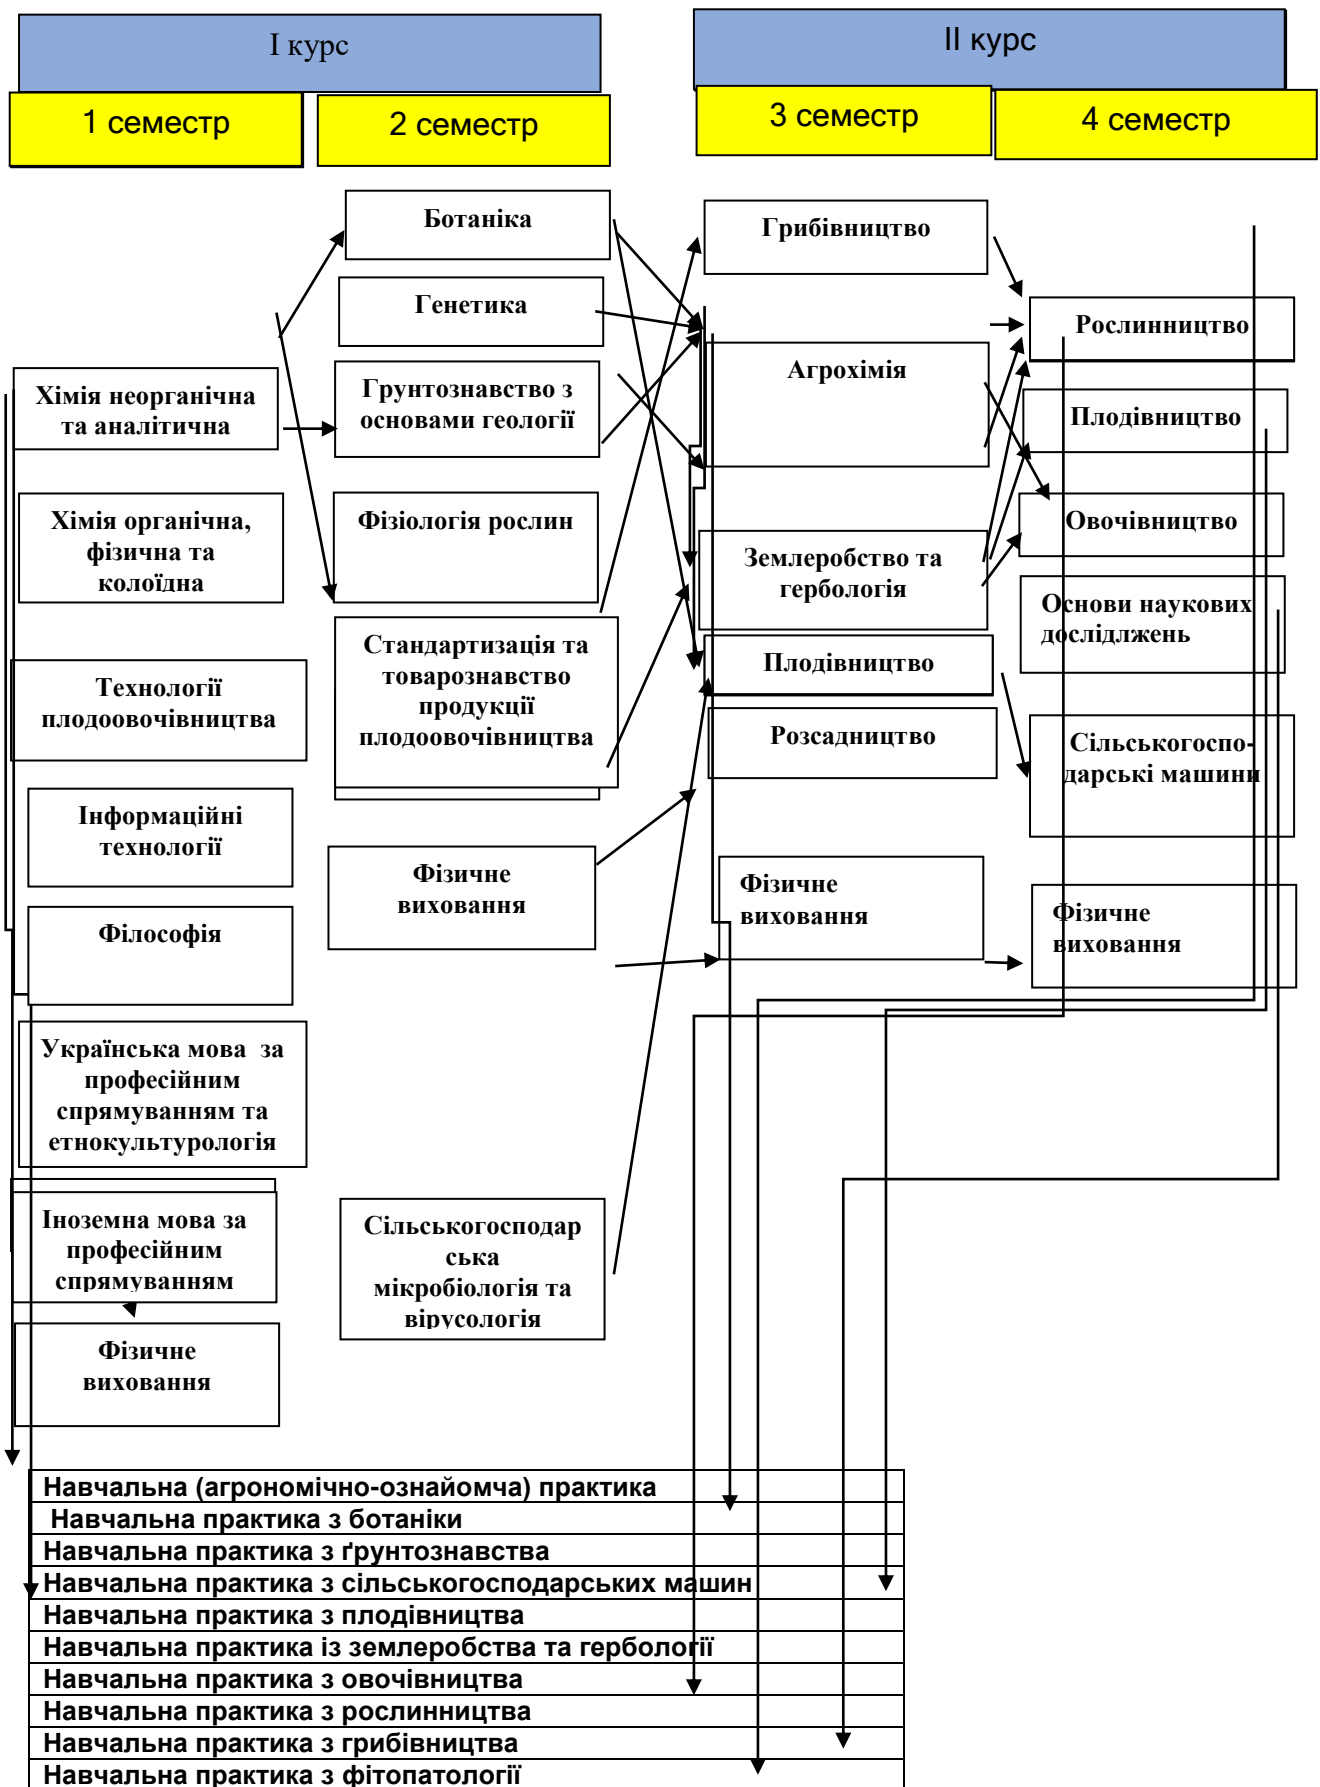 І курс
ІІ курс
1 семестр
2 семестр
3 семестр
4 семестр
Хімія неорганічна
та аналітична
Хімія органічна,
фізична та
колоїдна
Технології
плодоовочівництва
Інформаційні
технології
Філософія
Українська мова за
професійним
спрямуванням та
етнокультурологія
Іноземна мова за
професійним
спрямуванням
Фізичне
виховання
Ботаніка
Генетика
Грунтознавство з
основами геології
Фізіологія рослин
Стандартизація та
товарознавство
продукції
плодоовочівництва
Фізичне
виховання
Сільськогосподар
ська
мікробіологія та
вірусологія
Грибівництво
Агрохімія
Землеробство та
гербологія
Плодівництво
Розсадництво
Фізичне
виховання
Рослинництво
Плодівництво
Овочівництво
Основи наукових
дослідлжень
Сільськогоспо-
дарські машини
Фізичне
виховання
Навчальна (агрономічно-ознайомча) практика
Навчальна практика з ботаніки
Навчальна практика з ґрунтознавства
Навчальна практика з сільськогосподарських машин
Навчальна практика з плодівництва
Навчальна практика із землеробства та гербології
Навчальна практика з овочівництва
Навчальна практика з рослинництва
Навчальна практика з грибівництва
Навчальна практика з фітопатології